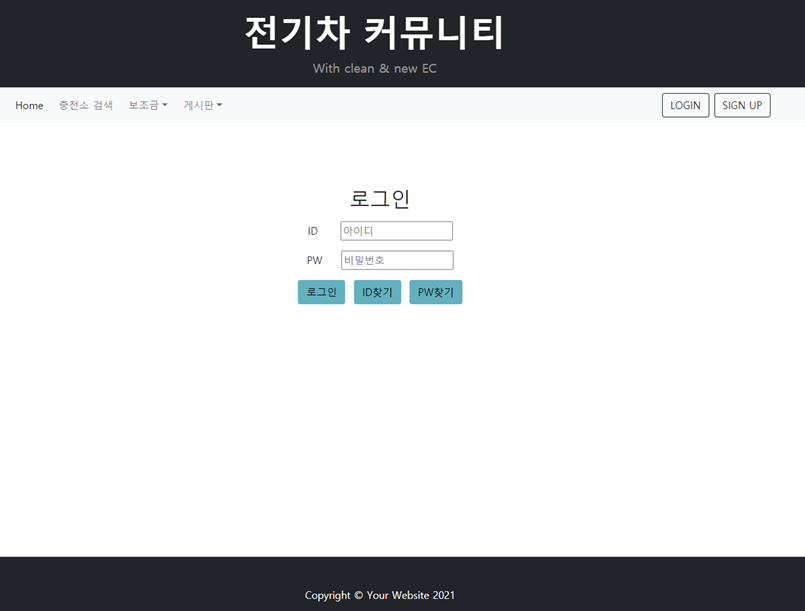 전기차 커뮤니티
With clean & new EC
Home 충전소 검색 보조금 게시판 LOGIN SIGN UP
로그인
ID 아이디
PW 비밀번호
로그인 ID찾기 PW찾기
Copyright © Your Website 2021